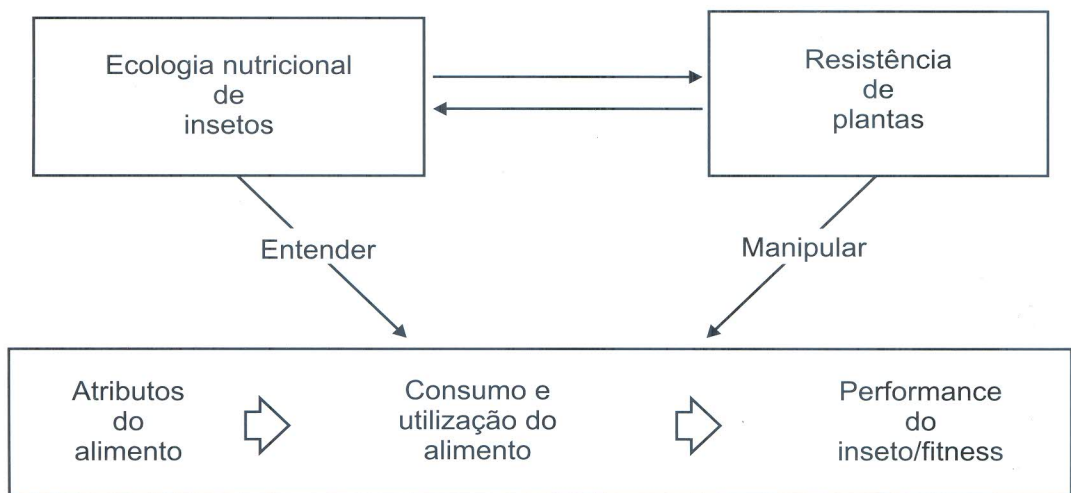 Ecologia nutricional
de
insetos
Resistência
de
plantas
Entender
Manipular
Atributos
do
alimento
Consumo e
utilização do
alimento
Performance
do
inseto/fitness